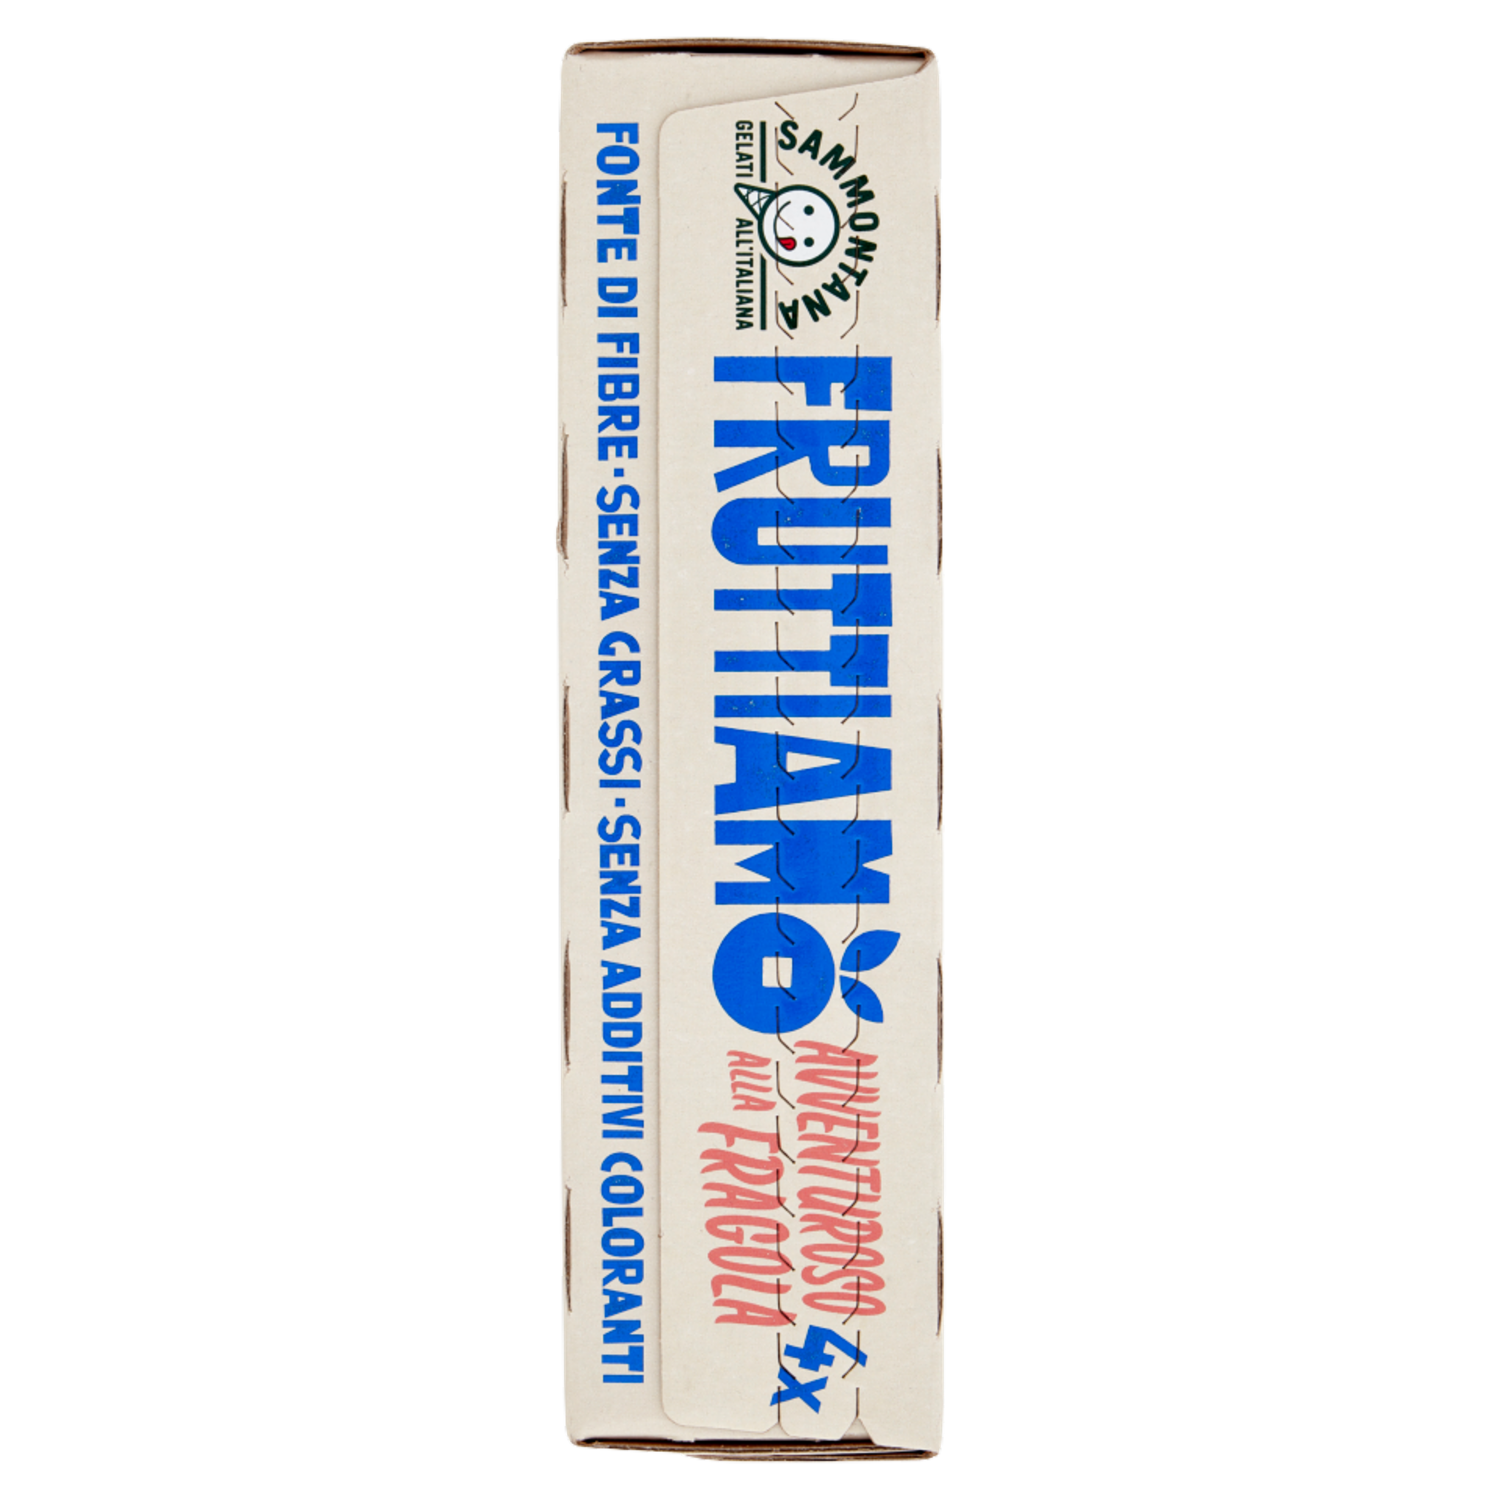 SAMMONTANA
GELATI ALL'ITALIANA
FRUTTIAMO
AVVENTUROSO
ALLA FRAGOLA
4x
FONTE DI FIBRE·SENZA GRASSI·SENZA ADDITIVI COLORANTI